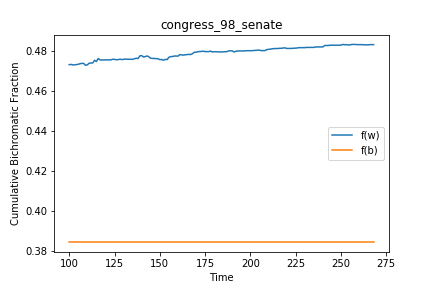 congress_98_senate
Cumulative Bichromatic Fraction
0.48
0.46
0.44
0.42
0.40
0.38
f(w)
f(b)
100
125
150
175
200
225
250
275
Time